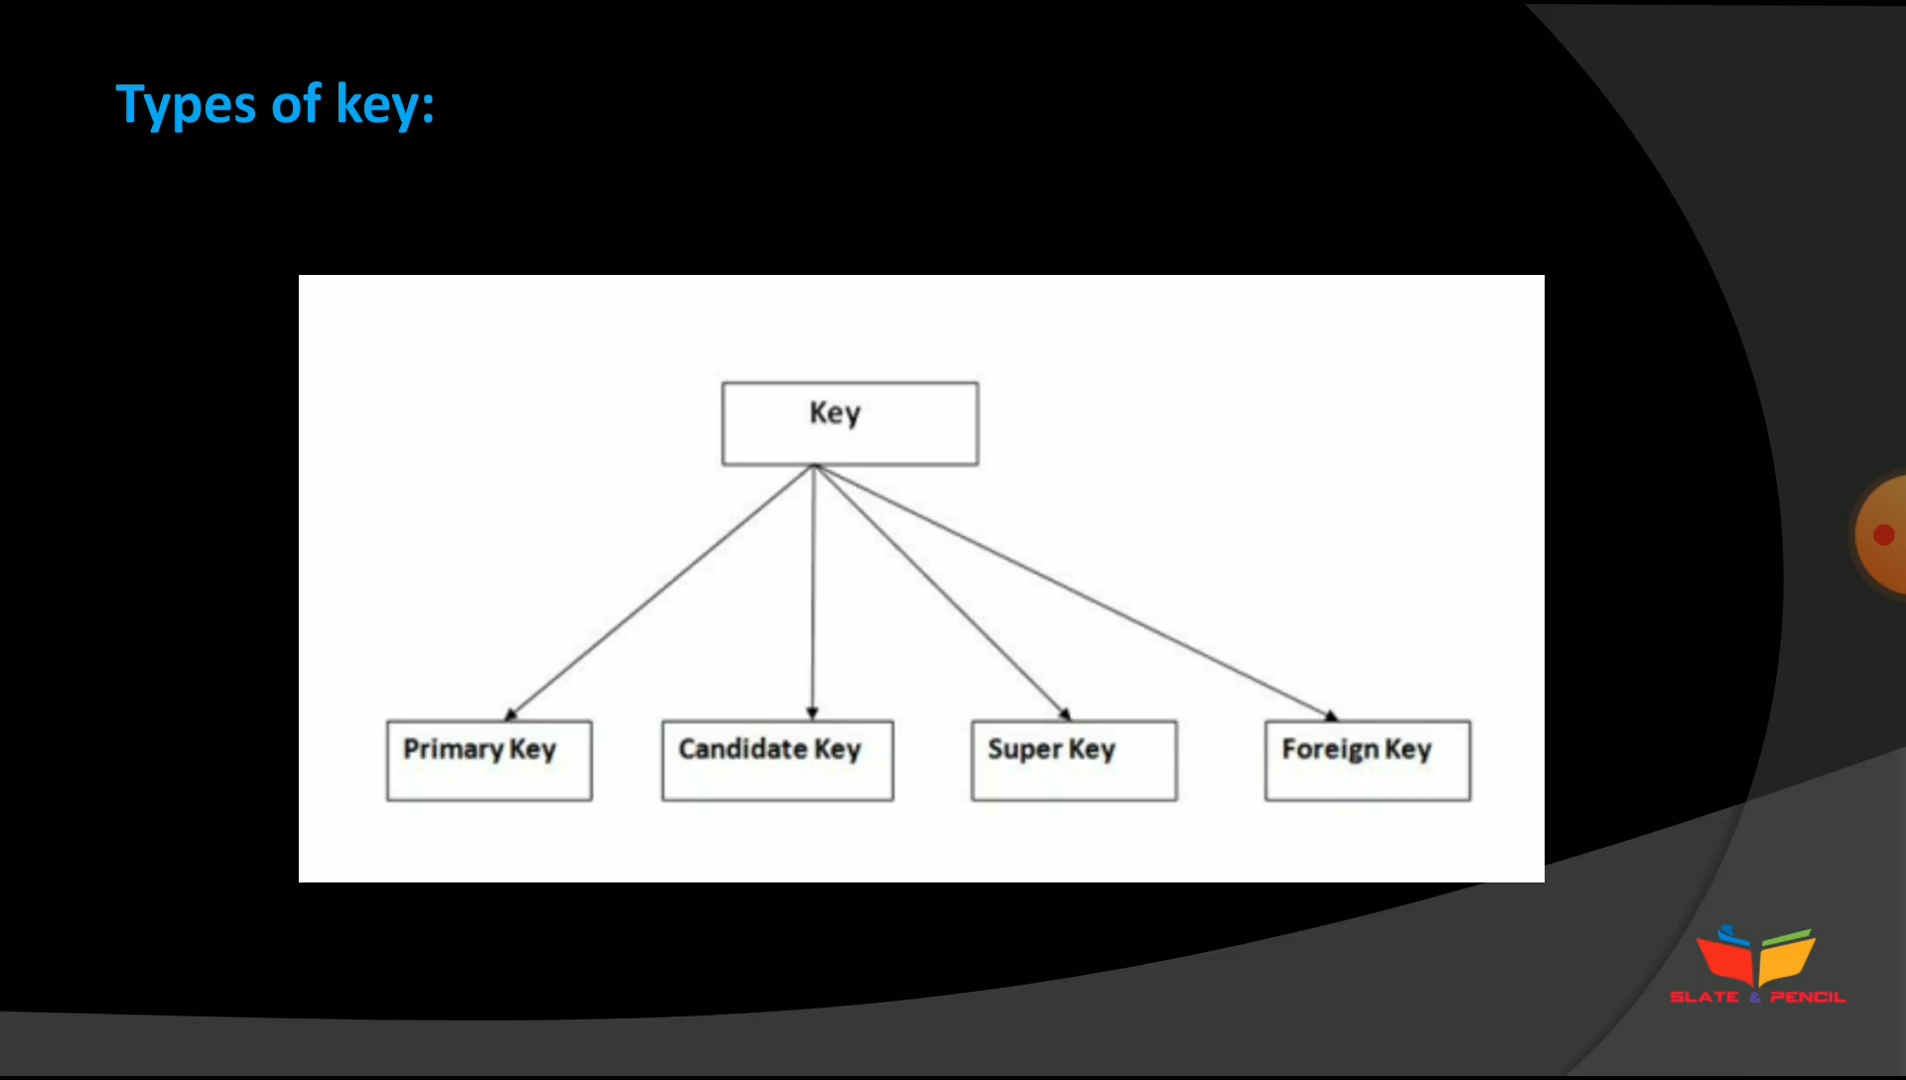 Types of key:
Key
Primary Key
Candidate Key
Super Key
Foreign Key
SLATE & PENCIL